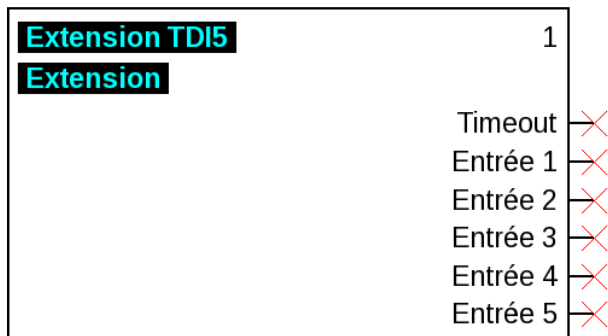 Extension TDI5 1
Extension
Timeout
Entrée 1
Entrée 2
Entrée 3
Entrée 4
Entrée 5